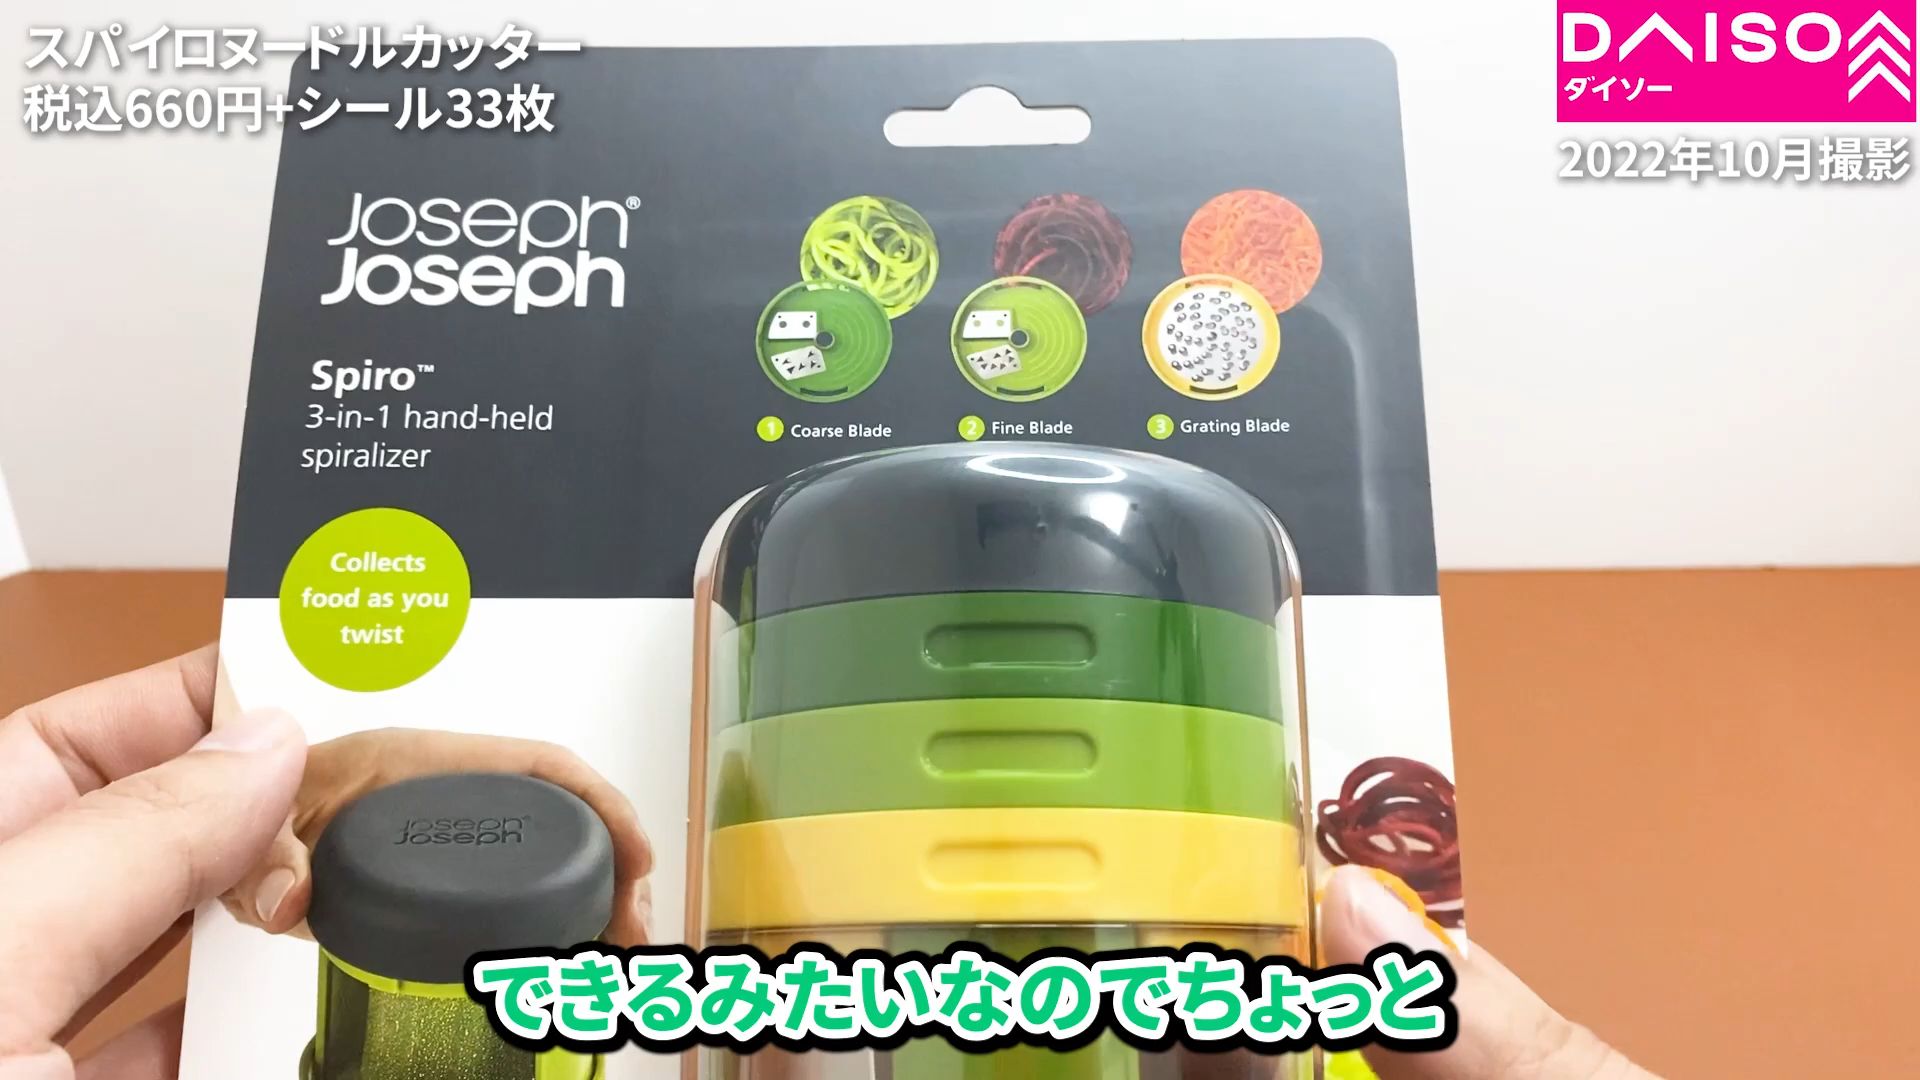 スパイロヌードルカッター
税込660円+シール33枚
DAISO
ダイソー
2022年10月撮影
Joseph®
Joseph
Spiro™
3-in-1 hand-held
spiralizer
1 Coarse Blade
2 Fine Blade
3 Grating Blade
Collects
food as you
twist
Joseph®
Joseph
できるみたいなのでちょっと